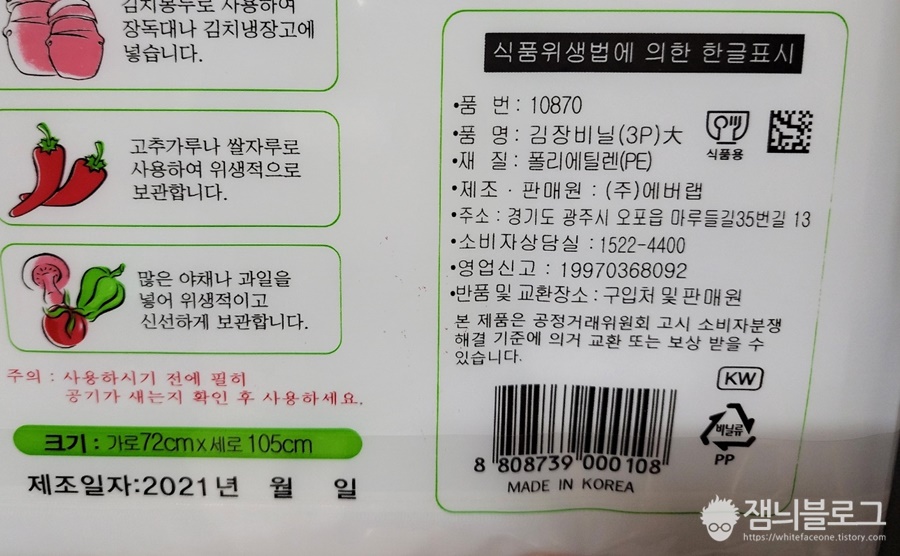 김치봉투로 사용하여
장독대나 김치냉장고에
넣습니다.
고추가루나 쌀자루로
사용하여 위생적으로
보관합니다.
많은 야채나 과일을
넣어 위생적이고
신선하게 보관합니다.
주의 : 사용하시기 전에 필히
공기가 새는지 확인 후 사용하세요.
크기 : 가로72cm x 세로 105cm
제조일자:2021년 월 일
식품위생법에 의한 한글표시
•품 번 : 10870
•품 명 : 김장비닐(3P)大
•재 질 : 폴리에틸렌(PE)
식품용
•제조 · 판매원 : (주)에버랩
•주소 : 경기도 광주시 오포읍 마루들길35번길 13
•소비자상담실 : 1522-4400
•영업신고 : 19970368092
•반품 및 교환장소 : 구입처 및 판매원
본 제품은 공정거래위원회 고시 소비자분쟁
해결 기준에 의거 교환 또는 보상 받을 수
있습니다.
KW
비닐류
PP
8 808739 000108
MADE IN KOREA
잼늬블로그
https://whitefaceone.tistory.com